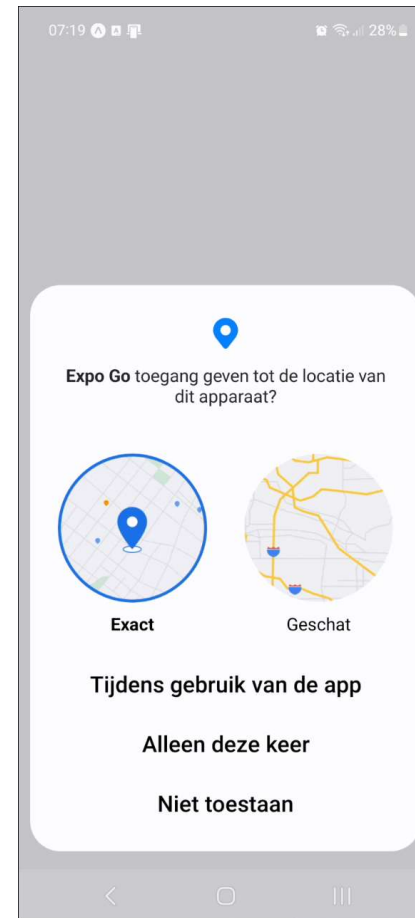 07:19 28%
Expo Go toegang geven tot de locatie van
dit apparaat?
Exact Geschat
Tijdens gebruik van de app
Alleen deze keer
Niet toestaan